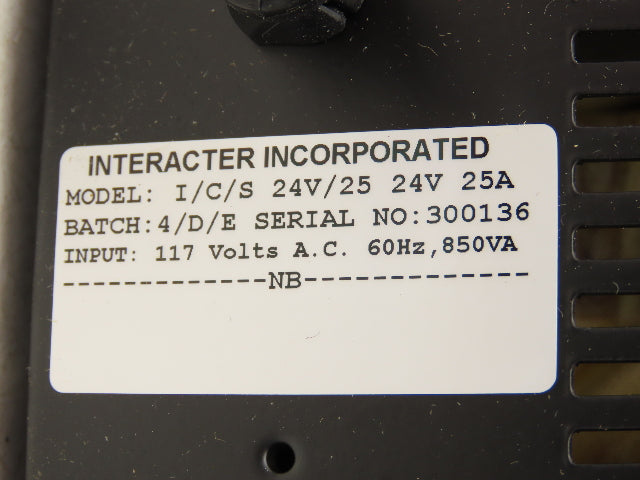 INTERACTER INCORPORATED
MODEL: I/C/S 24V/25 24V 25A
BATCH:4/D/E SERIAL NO:300136
INPUT: 117 Volts A.C. 60Hz,850VA
-------------NB--------------